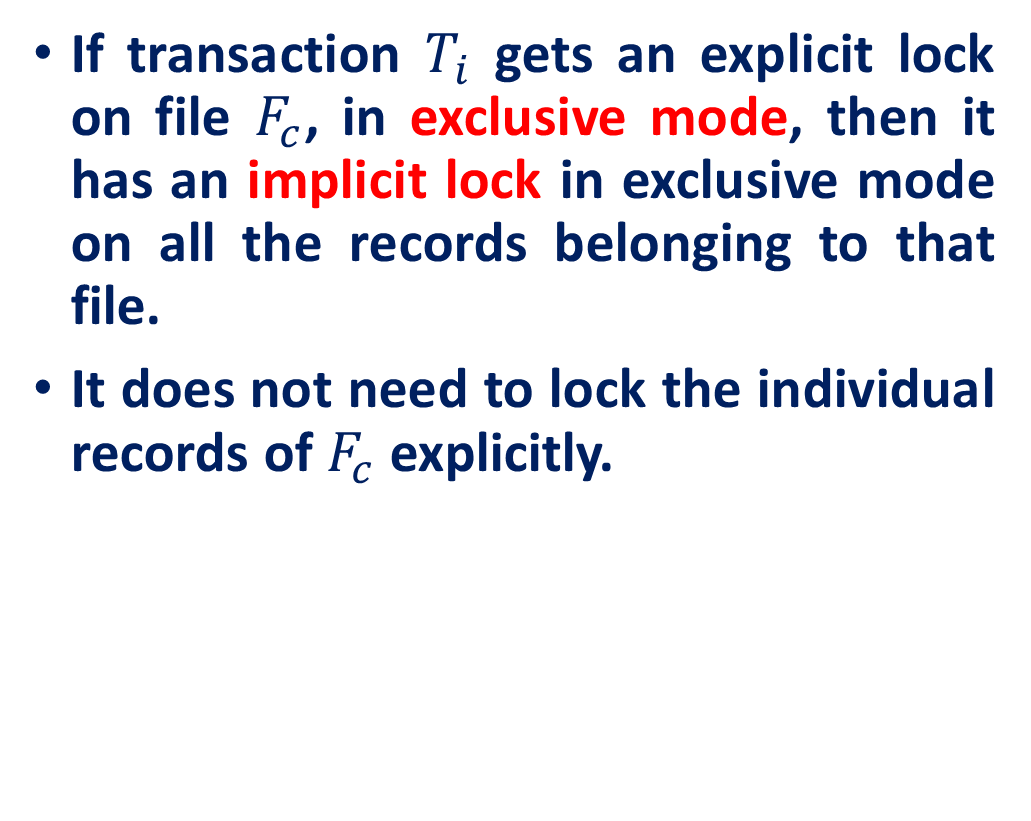 • If transaction Tᵢ gets an explicit lock
on file F_c, in exclusive mode, then it
has an implicit lock in exclusive mode
on all the records belonging to that
file.
• It does not need to lock the individual
records of F_c explicitly.